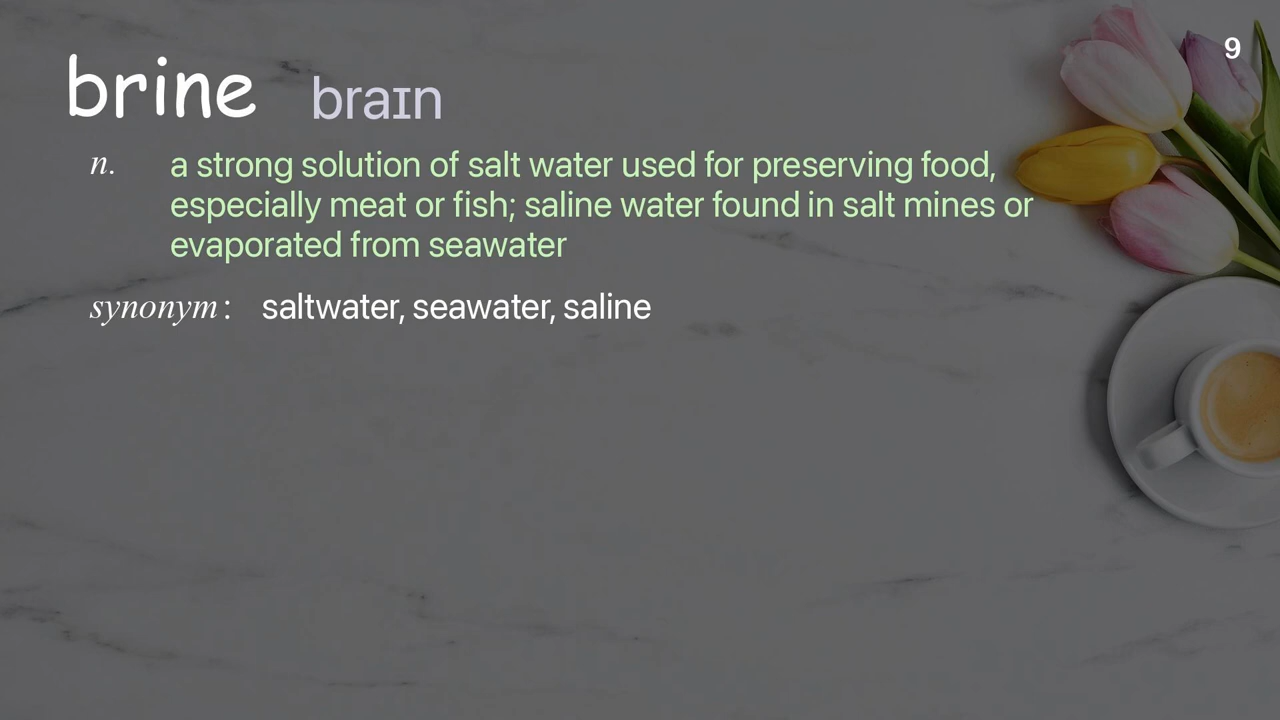 9
brine braɪn
n. a strong solution of salt water used for preserving food,
especially meat or fish; saline water found in salt mines or
evaporated from seawater
synonym : saltwater, seawater, saline